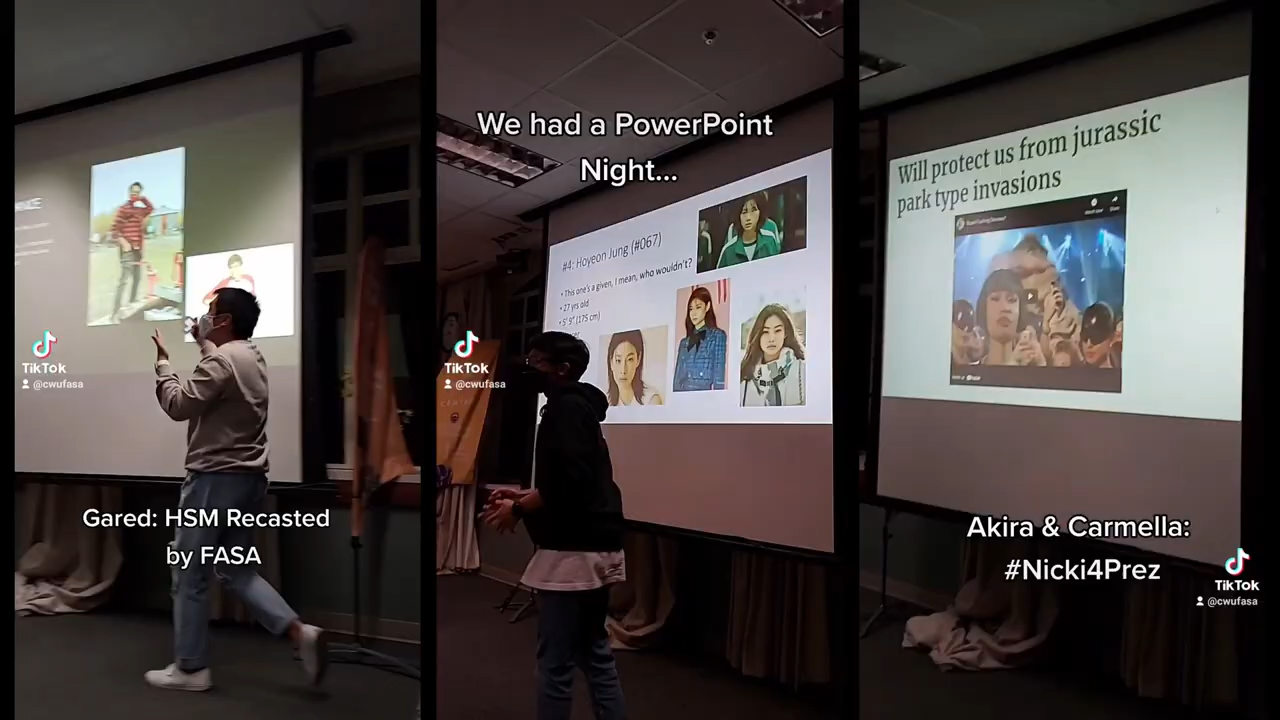 TikTok
@cwufasa
Gared: HSM Recasted
by FASA
We had a PowerPoint
Night...
#4: Hoyeon Jung (#067)
• This one's a given, I mean, who wouldn't?
• 27 yrs old
• 5' 9" (175 cm)
TikTok
@cwufasa
Will protect us from jurassic
park type invasions
Akira & Carmella:
#Nicki4Prez
TikTok
@cwufasa